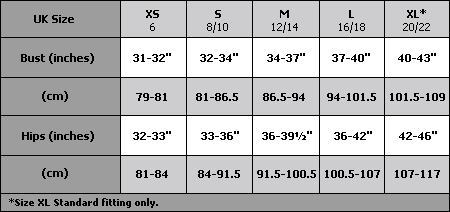 UK Size XS S M L XL*
6 8/10 12/14 16/18 20/22
Bust (inches) 31-32" 32-34" 34-37" 37-40" 40-43"
(cm) 79-81 81-86.5 86.5-94 94-101.5 101.5-109
Hips (inches) 32-33" 33-36" 36-39½" 36-42" 42-46"
(cm) 81-84 84-91.5 91.5-100.5 100.5-107 107-117
*Size XL Standard fitting only.